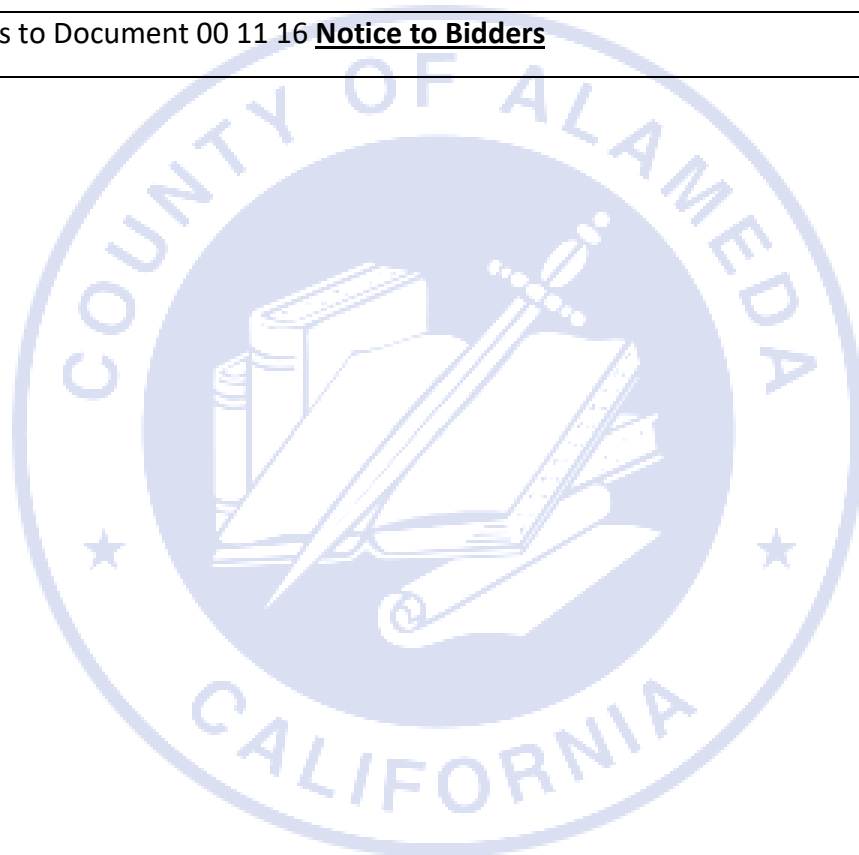 s to Document 00 11 16 Notice to Bidders
COUNTY OF ALAMEDA
CALIFORNIA